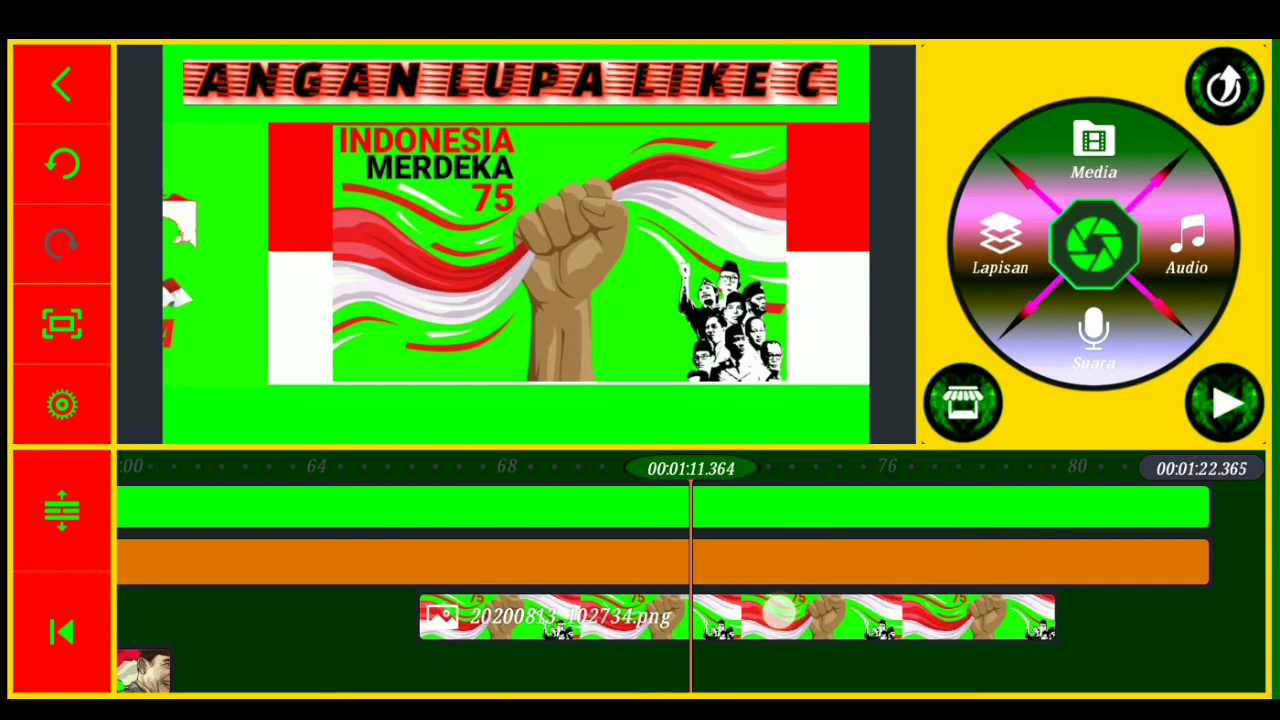 ANGAN LUPA LIKE C
INDONESIA
MERDEKA
75
Media
Lapisan
Audio
Suara
:00
64
68
00:01:11.364
76
80
00:01:22.365
20200813_102734.png